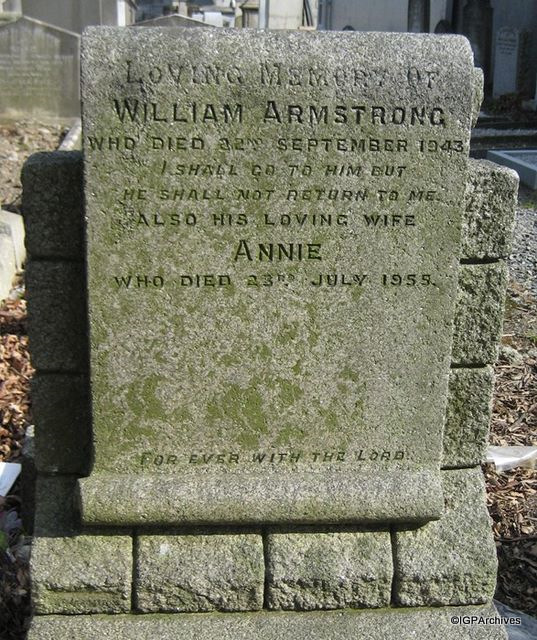 LOVING MEMORY OF
WILLIAM ARMSTRONG
WHO DIED 22ND SEPTEMBER 1943
I SHALL GO TO HIM BUT
HE SHALL NOT RETURN TO ME.
ALSO HIS LOVING WIFE
ANNIE
WHO DIED 23RD JULY 1955.
FOR EVER WITH THE LORD.
©IGPArchives